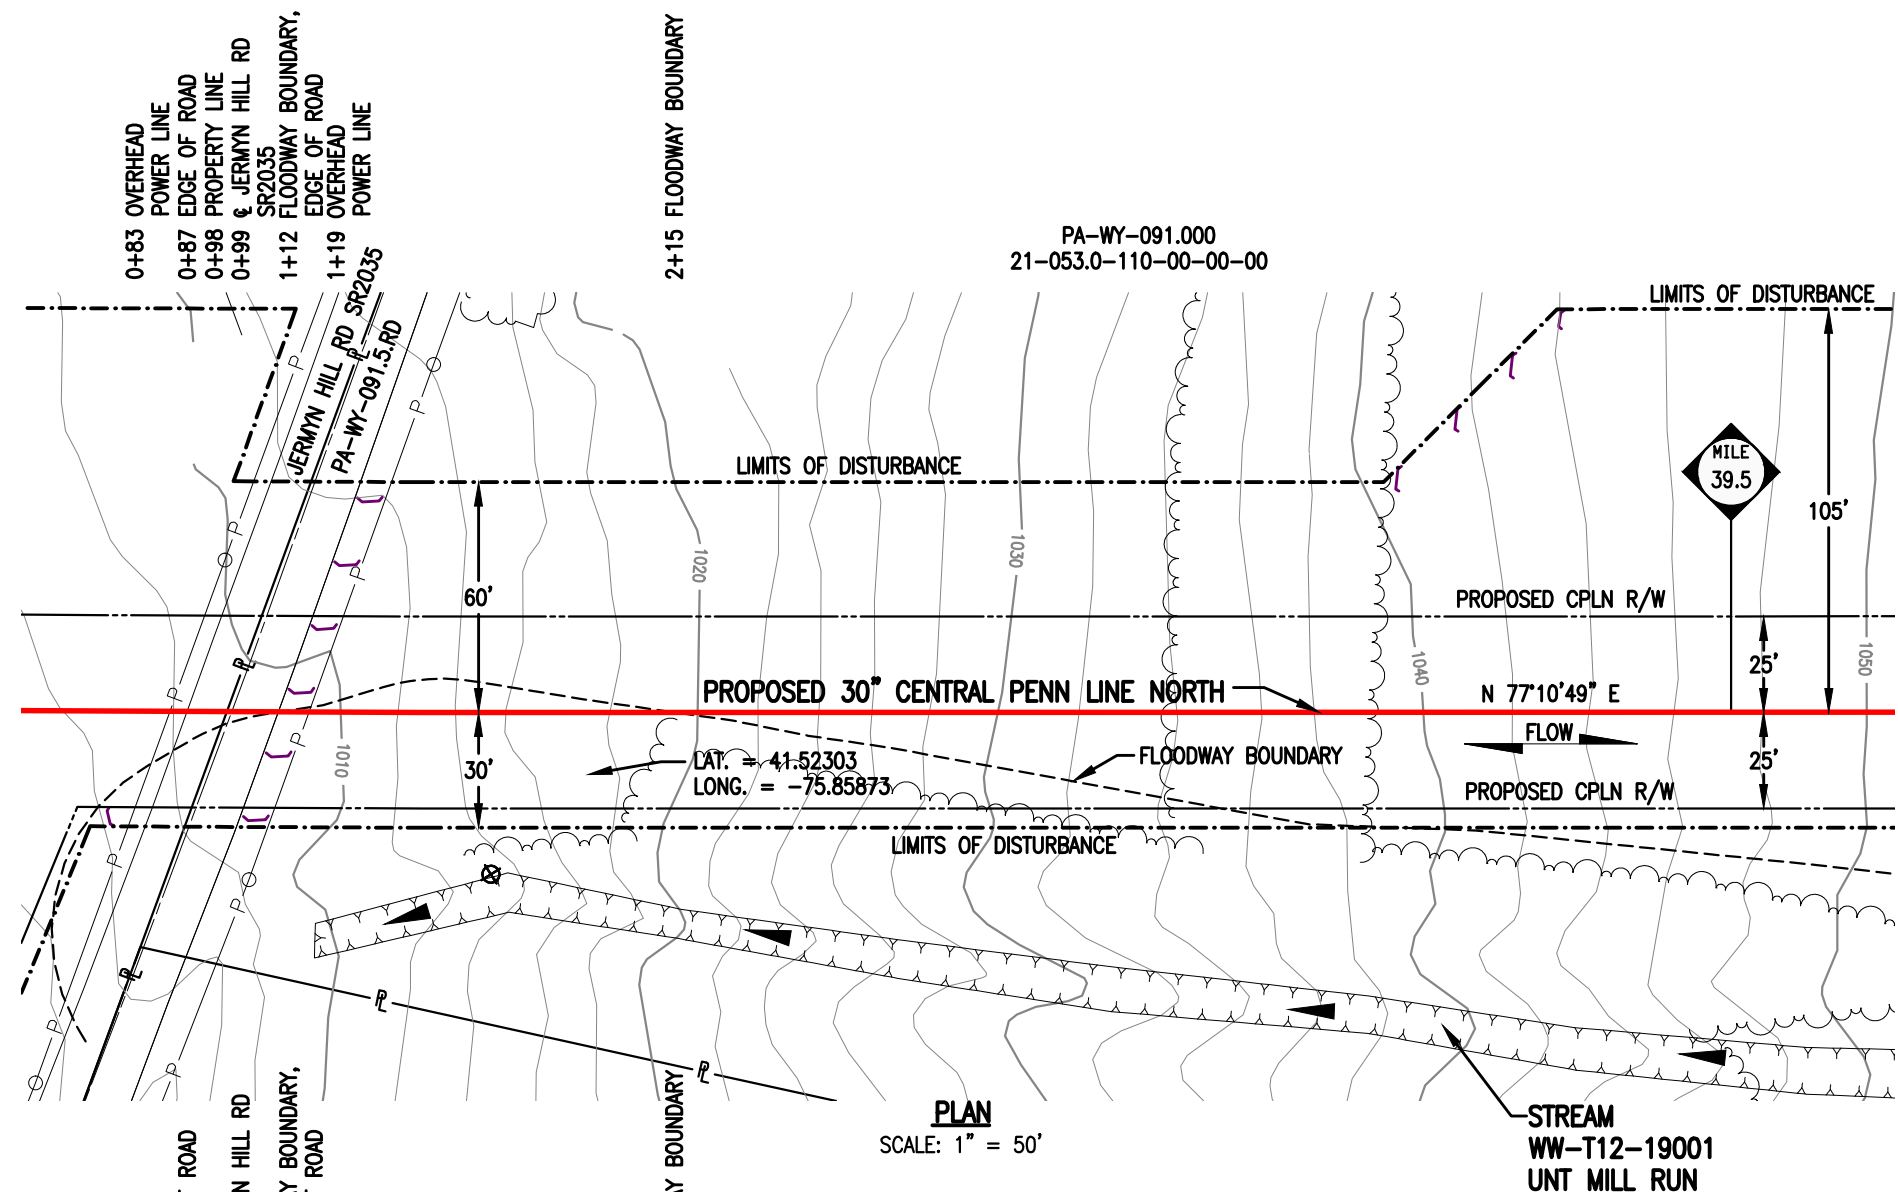 0+83 OVERHEAD
POWER LINE
0+87 EDGE OF ROAD
0+98 PROPERTY LINE
0+99 ℄ JERMYN HILL RD
SR2035
1+12 FLOODWAY BOUNDARY,
EDGE OF ROAD
1+19 OVERHEAD
POWER LINE
2+15 FLOODWAY BOUNDARY
PA-WY-091.000
21-053.0-110-00-00-00
LIMITS OF DISTURBANCE
JERMYN HILL RD SR2035
PA-WY-091.5.RD
P
P
P
P
P
P
P
P
P
P
P
P
PL
PL
PL
PL
PL
LIMITS OF DISTURBANCE
MILE
39.5
105'
1020
1030
60'
PROPOSED CPLN R/W
1040
1050
25'
PROPOSED 30" CENTRAL PENN LINE NORTH
N 77°10'49" E
FLOW
1010
30'
LAT. = 41.52303
LONG. = -75.85873
FLOODWAY BOUNDARY
25'
PROPOSED CPLN R/W
LIMITS OF DISTURBANCE
PLAN
SCALE: 1" = 50'
STREAM
WW-T12-19001
UNT MILL RUN
ROAD
HILL RD
BOUNDARY,
ROAD
BOUNDARY